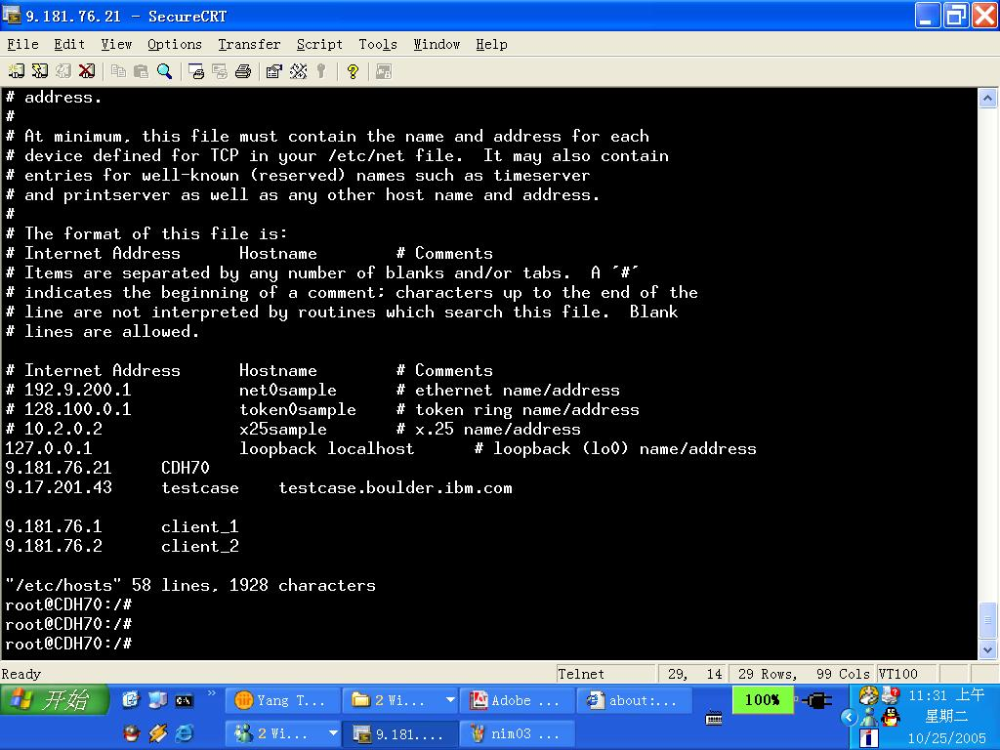 9.181.76.21 - SecureCRT
File Edit View Options Transfer Script Tools Window Help
# address.
#
# At minimum, this file must contain the name and address for each
# device defined for TCP in your /etc/net file.  It may also contain
# entries for well-known (reserved) names such as timeserver
# and printserver as well as any other host name and address.
#
# The format of this file is:
# Internet Address      Hostname        # Comments
# Items are separated by any number of blanks and/or tabs.  A '#'
# indicates the beginning of a comment; characters up to the end of the
# line are not interpreted by routines which search this file.  Blank
# lines are allowed.
# Internet Address      Hostname        # Comments
# 192.9.200.1           net0sample      # ethernet name/address
# 128.100.0.1           token0sample    # token ring name/address
# 10.2.0.2              x25sample       # x.25 name/address
127.0.0.1               loopback localhost      # loopback (lo0) name/address
9.181.76.21     CDH70
9.17.201.43     testcase    testcase.boulder.ibm.com
9.181.76.1      client_1
9.181.76.2      client_2
"/etc/hosts" 58 lines, 1928 characters
root@CDH70:/#
root@CDH70:/#
root@CDH70:/#
Ready Telnet 29, 14 29 Rows, 99 Cols VT100
开始 Yang T... 2 Wi... Adobe ... about:... 100% 11:31 上午
星期二
2 Wi... 9.181.... nim03 ... 10/25/2005